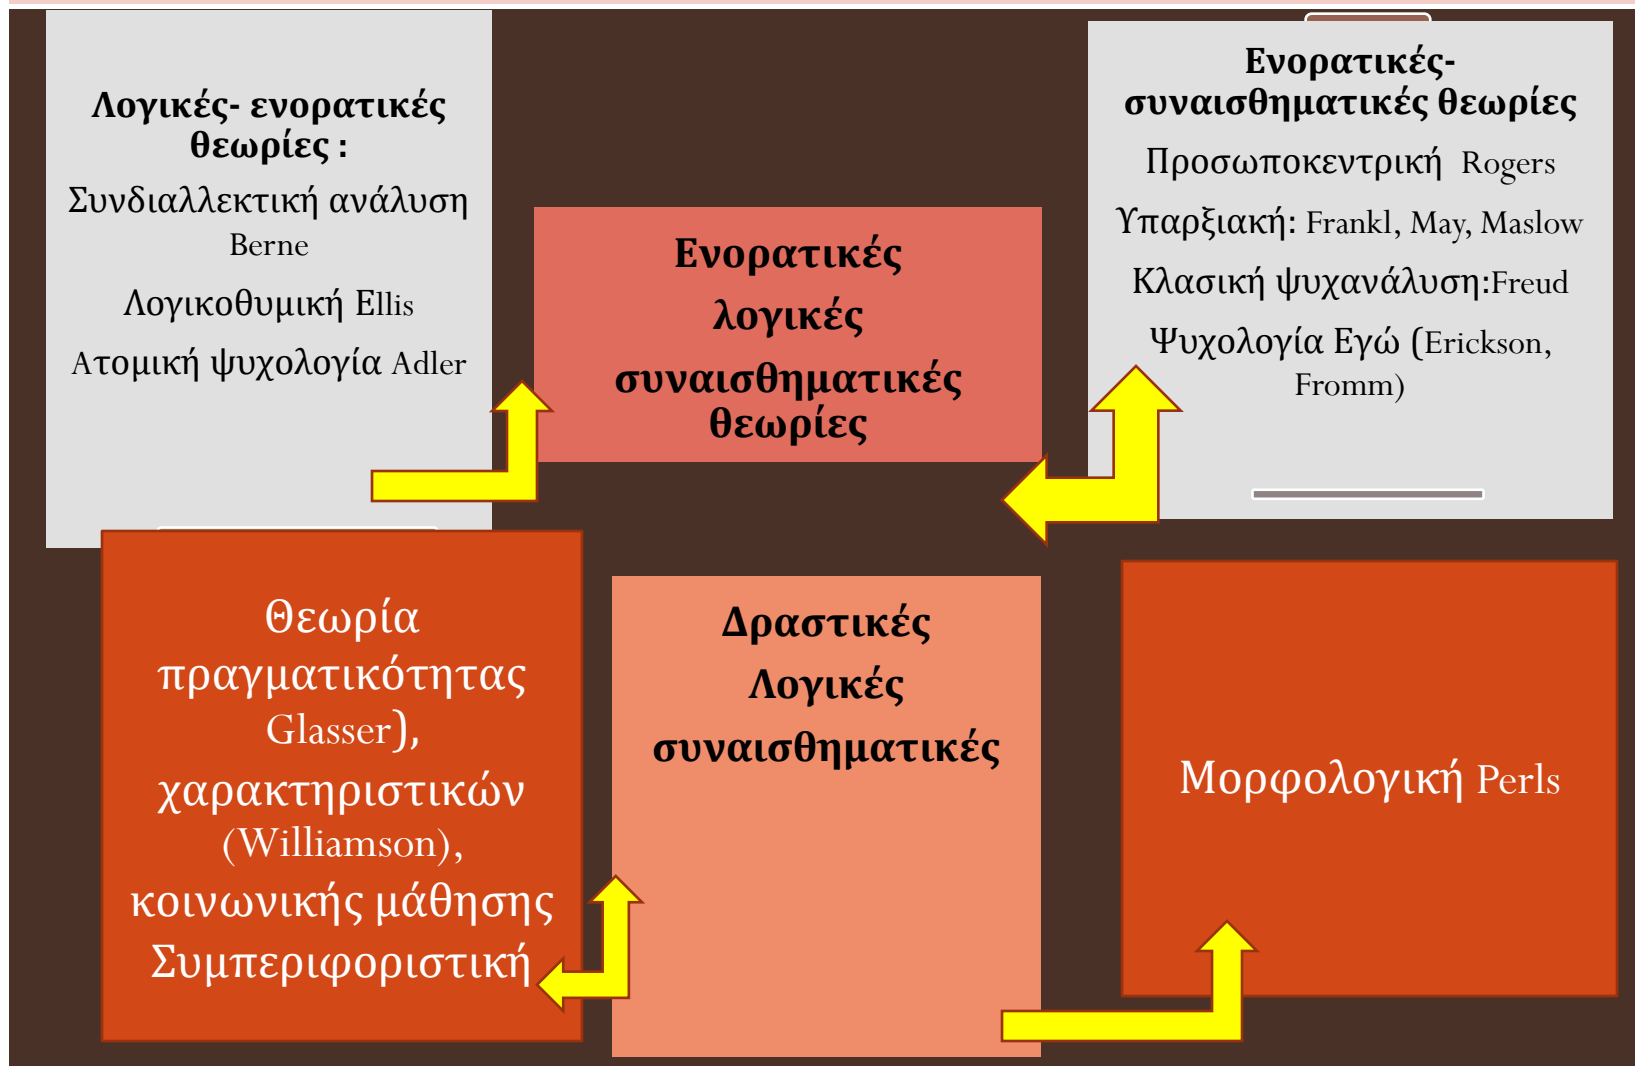 Λογικές- ενορατικές
θεωρίες :
Συνδιαλλεκτική ανάλυση
Berne
Λογικοθυμική Ellis
Ατομική ψυχολογία Adler
Ενορατικές
λογικές
συναισθηματικές
θεωρίες
Ενορατικές-
συναισθηματικές θεωρίες
Προσωποκεντρική Rogers
Υπαρξιακή: Frankl, May, Maslow
Κλασική ψυχανάλυση:Freud
Ψυχολογία Εγώ (Erickson,
Fromm)
Θεωρία
πραγματικότητας
Glasser),
χαρακτηριστικών
(Williamson),
κοινωνικής μάθησης
Συμπεριφοριστική
Δραστικές
Λογικές
συναισθηματικές
Μορφολογική Perls